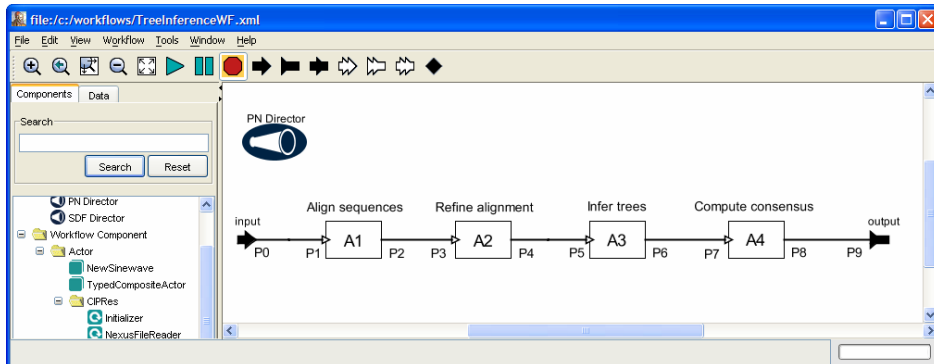 file:/c:/workflows/TreeInferenceWF.xml
File Edit View Workflow Tools Window Help
Components Data
Search
Search Reset
PN Director
SDF Director
Workflow Component
Actor
NewSinewave
TypedCompositeActor
CIPRes
Initializer
NexusFileReader
PN Director
Align sequences Refine alignment Infer trees Compute consensus
input output
A1 A2 A3 A4
P0 P1 P2 P3 P4 P5 P6 P7 P8 P9